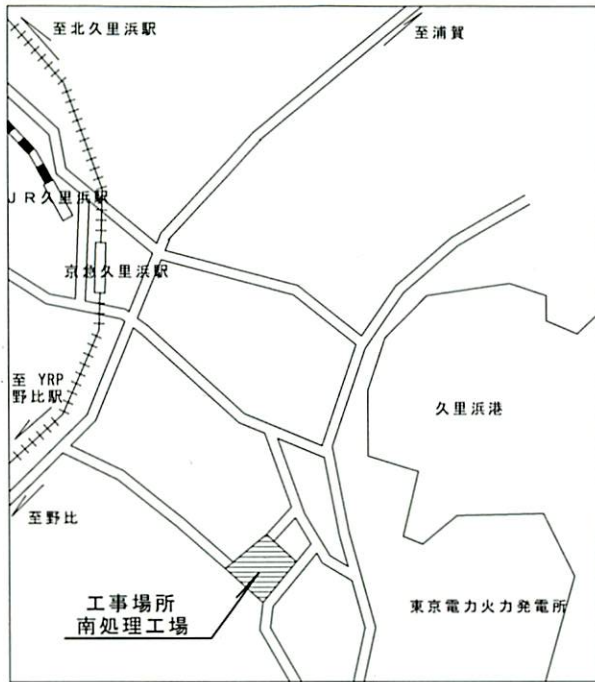 至北久里浜駅
至浦賀
JR久里浜駅
京急久里浜駅
至 YRP
野比駅
久里浜港
至野比
工事場所
南処理工場
東京電力火力発電所